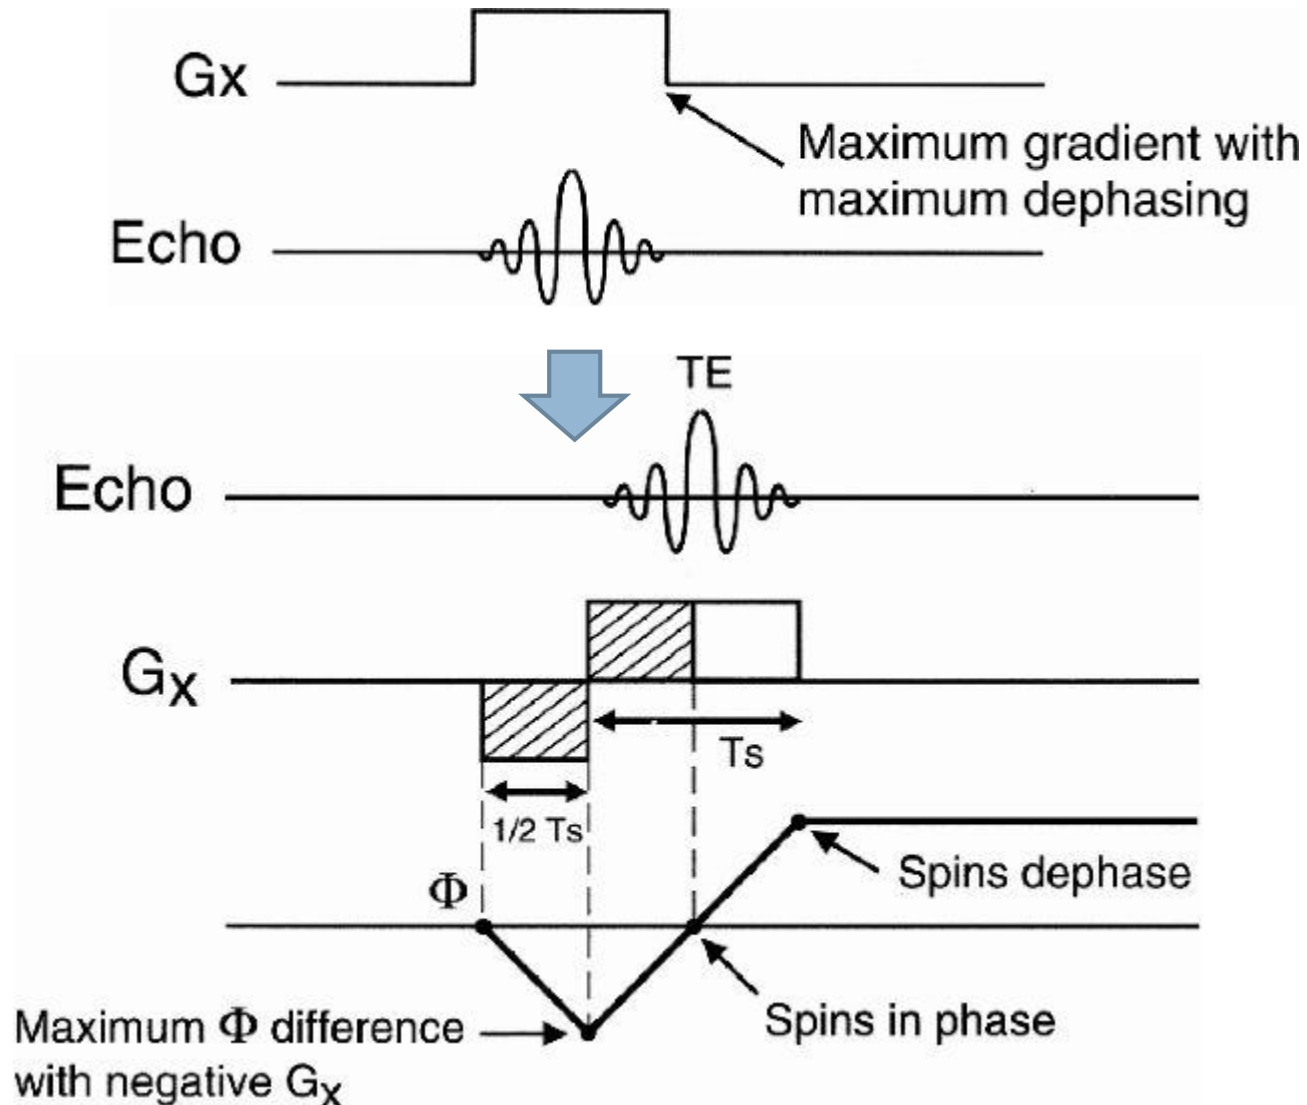 Gx
Maximum gradient with
maximum dephasing
Echo
TE
Echo
Gx
Ts
1/2 Ts
Φ
Spins dephase
Spins in phase
Maximum Φ difference
with negative Gx